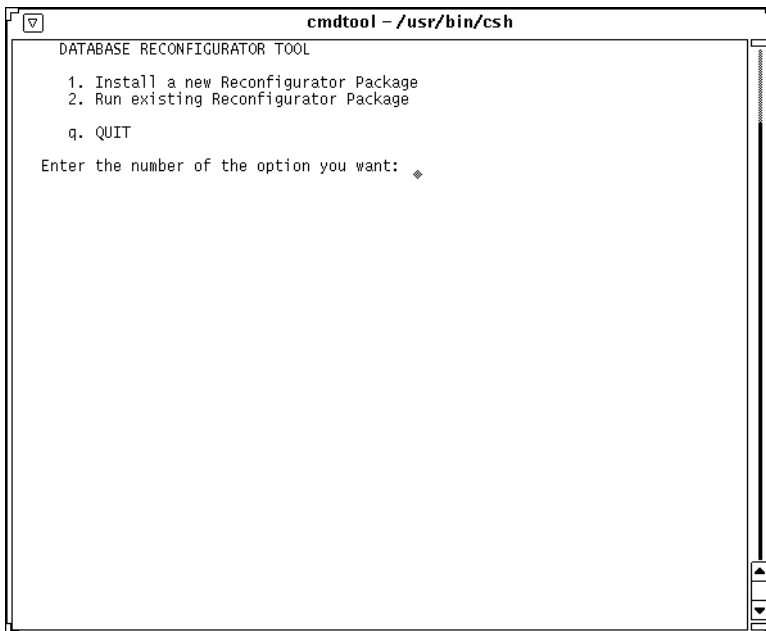 cmdtool – /usr/bin/csh
DATABASE RECONFIGURATOR TOOL
1. Install a new Reconfigurator Package
2. Run existing Reconfigurator Package
q. QUIT
Enter the number of the option you want: